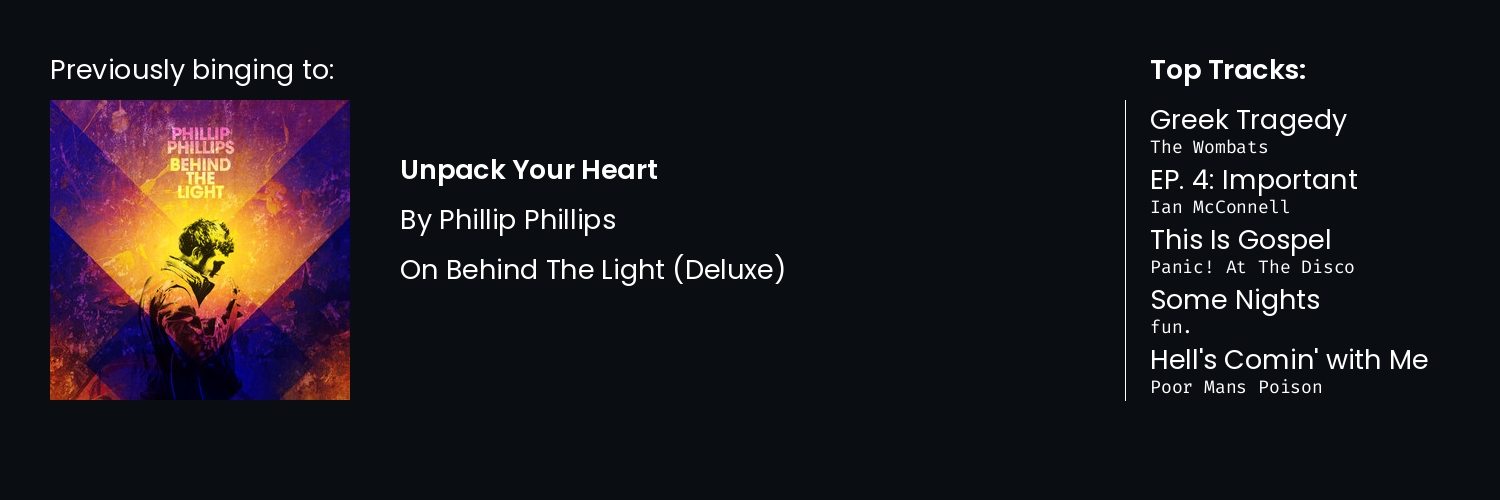 Previously binging to:
PHILLIP
PHILLIPS
BEHIND
THE
LIGHT
Unpack Your Heart
By Phillip Phillips
On Behind The Light (Deluxe)
Top Tracks:
Greek Tragedy
The Wombats
EP. 4: Important
Ian McConnell
This Is Gospel
Panic! At The Disco
Some Nights
fun.
Hell's Comin' with Me
Poor Mans Poison